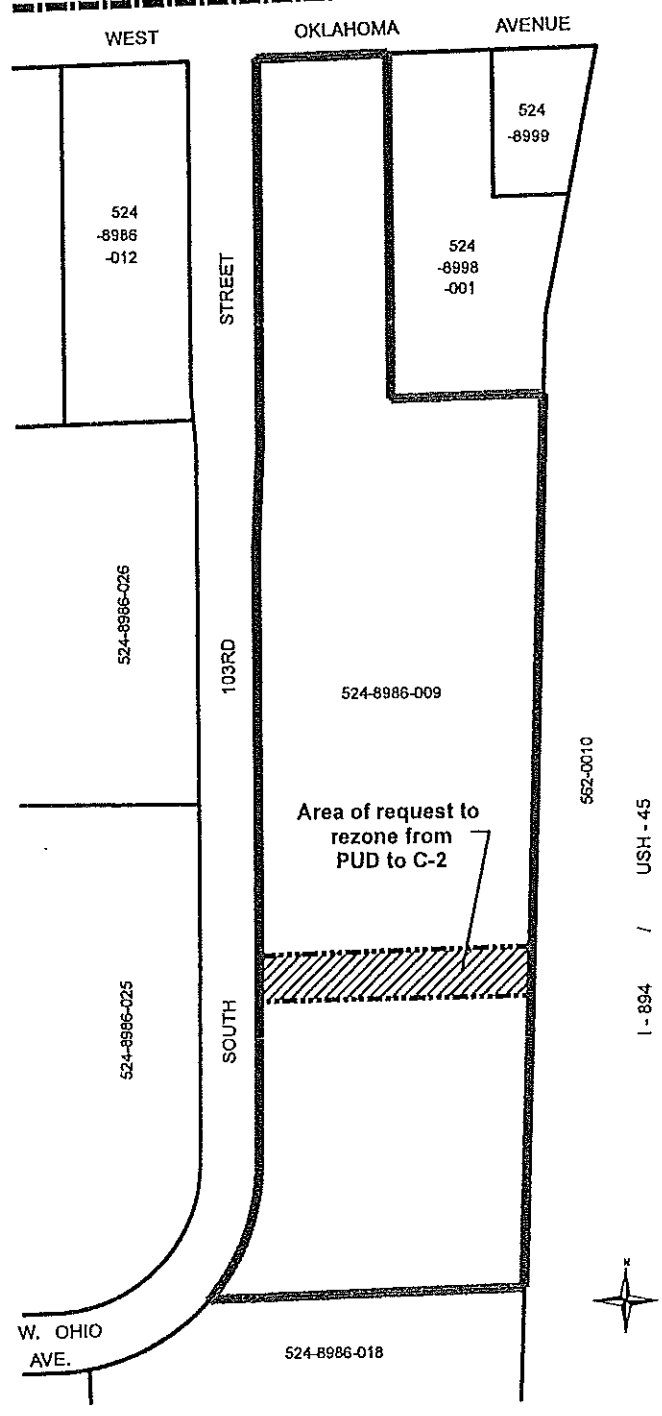 WEST OKLAHOMA AVENUE
524
-8999
524
-8986
-012
524
-8998
-001
STREET
524-8986-026
103RD
524-8986-009
562-0010
Area of request to
rezone from
PUD to C-2
USH - 45
/
I - 894
524-8986-025
SOUTH
N
W. OHIO
AVE.
524-8986-018